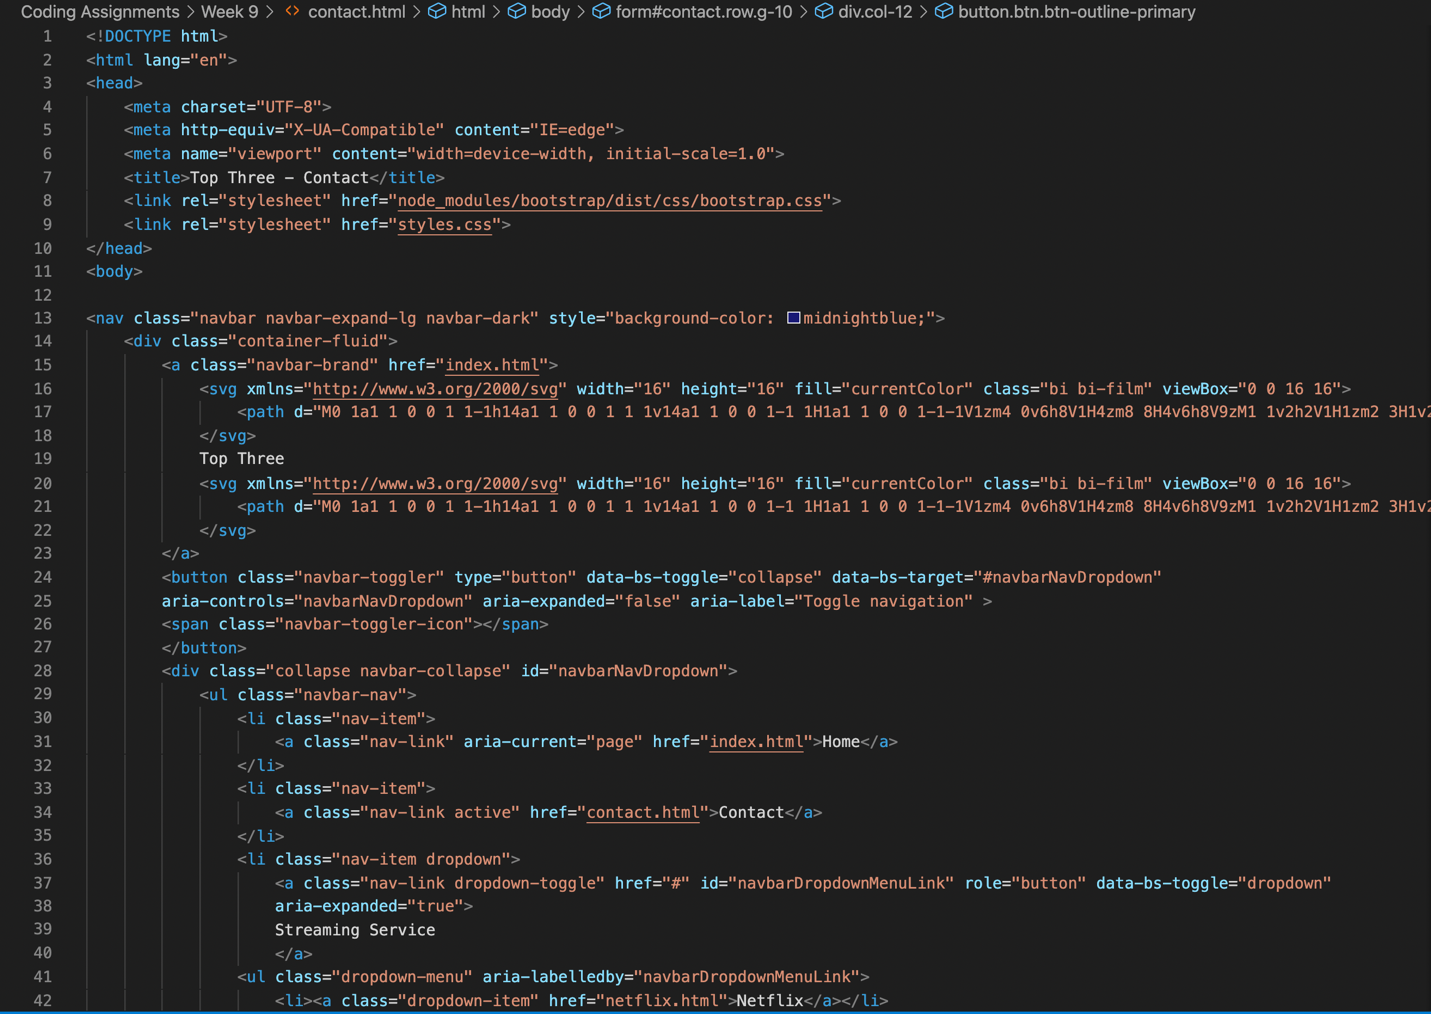 Coding Assignments > Week 9 > <> contact.html > html > body > form#contact.row.g-10 > div.col-12 > button.btn.btn-outline-primary
1 <!DOCTYPE html>
2 <html lang="en">
3 <head>
4 <meta charset="UTF-8">
5 <meta http-equiv="X-UA-Compatible" content="IE=edge">
6 <meta name="viewport" content="width=device-width, initial-scale=1.0">
7 <title>Top Three – Contact</title>
8 <link rel="stylesheet" href="node_modules/bootstrap/dist/css/bootstrap.css">
9 <link rel="stylesheet" href="styles.css">
10 </head>
11 <body>
12
13 <nav class="navbar navbar-expand-lg navbar-dark" style="background-color: midnightblue;">
14 <div class="container-fluid">
15 <a class="navbar-brand" href="index.html">
16 <svg xmlns="http://www.w3.org/2000/svg" width="16" height="16" fill="currentColor" class="bi bi-film" viewBox="0 0 16 16">
17 <path d="M0 1a1 1 0 0 1 1-1h14a1 1 0 0 1 1 1v14a1 1 0 0 1-1 1H1a1 1 0 0 1-1-1V1zm4 0v6h8V1H4zm8 8H4v6h8V9zM1 1v2h2V1H1zm2 3H1v2
18 </svg>
19 Top Three
20 <svg xmlns="http://www.w3.org/2000/svg" width="16" height="16" fill="currentColor" class="bi bi-film" viewBox="0 0 16 16">
21 <path d="M0 1a1 1 0 0 1 1-1h14a1 1 0 0 1 1 1v14a1 1 0 0 1-1 1H1a1 1 0 0 1-1-1V1zm4 0v6h8V1H4zm8 8H4v6h8V9zM1 1v2h2V1H1zm2 3H1v2
22 </svg>
23 </a>
24 <button class="navbar-toggler" type="button" data-bs-toggle="collapse" data-bs-target="#navbarNavDropdown"
25 aria-controls="navbarNavDropdown" aria-expanded="false" aria-label="Toggle navigation" >
26 <span class="navbar-toggler-icon"></span>
27 </button>
28 <div class="collapse navbar-collapse" id="navbarNavDropdown">
29 <ul class="navbar-nav">
30 <li class="nav-item">
31 <a class="nav-link" aria-current="page" href="index.html">Home</a>
32 </li>
33 <li class="nav-item">
34 <a class="nav-link active" href="contact.html">Contact</a>
35 </li>
36 <li class="nav-item dropdown">
37 <a class="nav-link dropdown-toggle" href="#" id="navbarDropdownMenuLink" role="button" data-bs-toggle="dropdown"
38 aria-expanded="true">
39 Streaming Service
40 </a>
41 <ul class="dropdown-menu" aria-labelledby="navbarDropdownMenuLink">
42 <li><a class="dropdown-item" href="netflix.html">Netflix</a></li>